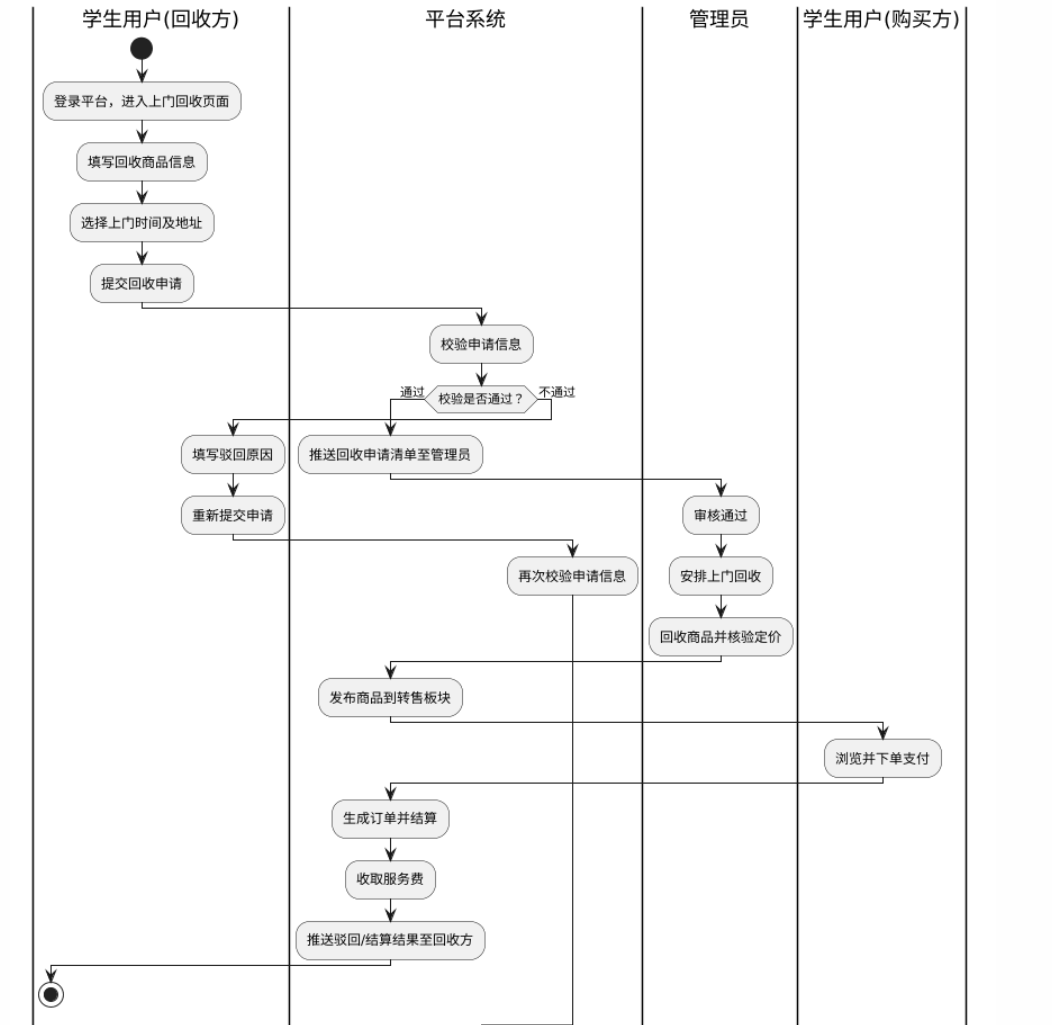 学生用户(回收方)
平台系统
管理员
学生用户(购买方)
登录平台，进入上门回收页面
填写回收商品信息
选择上门时间及地址
提交回收申请
校验申请信息
通过
校验是否通过？
不通过
填写驳回原因
推送回收申请清单至管理员
重新提交申请
审核通过
再次校验申请信息
安排上门回收
回收商品并核验定价
发布商品到转售板块
浏览并下单支付
生成订单并结算
收取服务费
推送驳回/结算结果至回收方